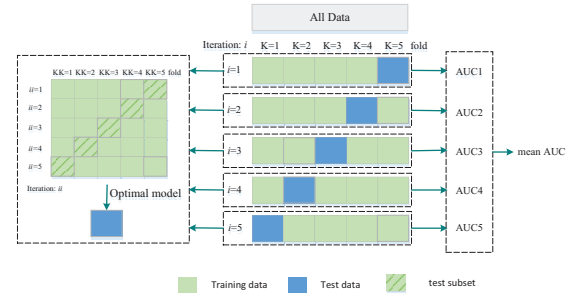 All Data
Iteration: i K=1 K=2 K=3 K=4 K=5 fold
KK=1 KK=2 KK=3 KK=4 KK=5 fold
i=1 AUC1
ii=1
i=2 AUC2
ii=2
ii=3
i=3 AUC3 mean AUC
ii=4
ii=5
Iteration: ii
i=4 AUC4
Optimal model
i=5 AUC5
Training data Test data test subset